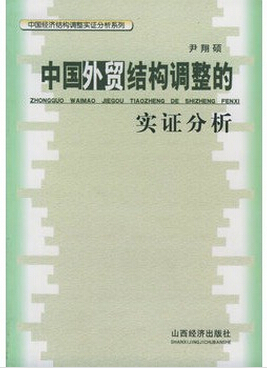 中国经济结构调整实证分析系列
尹翔硕
中国外贸结构调整的
ZHONGGUO WAIMAO JIEGOU TIAOZHENG DE SHIZHENG FENXI
实证分析
山西经济出版社
SHANXIJINGJICHUBANSHE